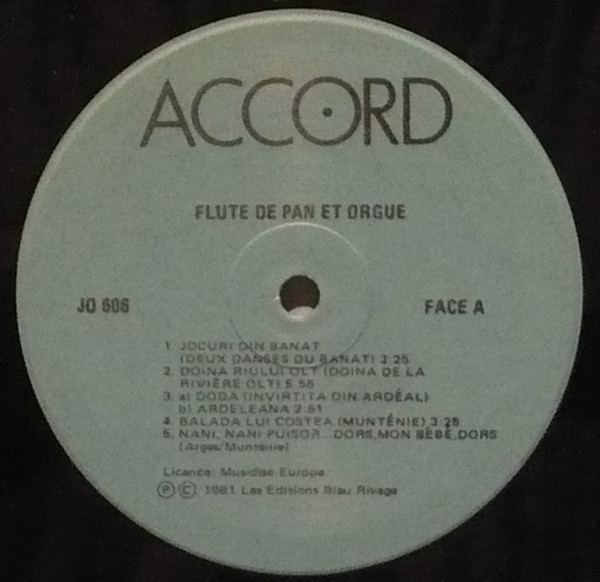 ACCORD
FLUTE DE PAN ET ORGUE
JO 606
FACE A
1. JOCURI DIN BANAT
(DEUX DANSES DU BANAT) 3.25
2. DOINA RIULUI OLT (DOINA DE LA
RIVIÈRE OLT) 5.56
3. a) DODA (INVIRTITA DIN ARDÉAL)
b) ARDELEANA 2.51
4. BALADA LUI COSTEA (MUNTÉNIE) 3.25
5. NANI, NANI PUISOR...DORS,MON BÉBÉ,DORS
(Arges/Munténie)
Licence: Musidise Europe
Ⓟ Ⓒ 1981 Les Editions Blau Rivage